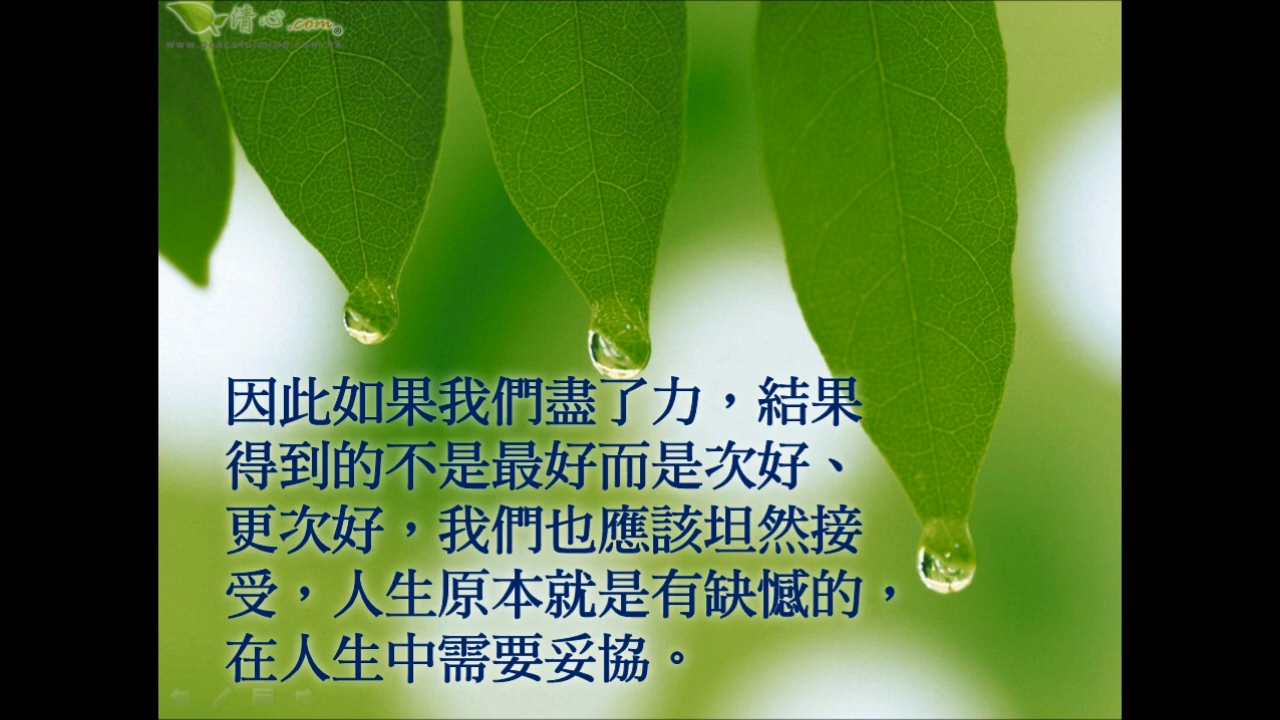 清心.com
因此如果我們盡了力，結果
得到的不是最好而是次好、
更次好，我們也應該坦然接
受，人生原本就是有缺憾的，
在人生中需要妥協。